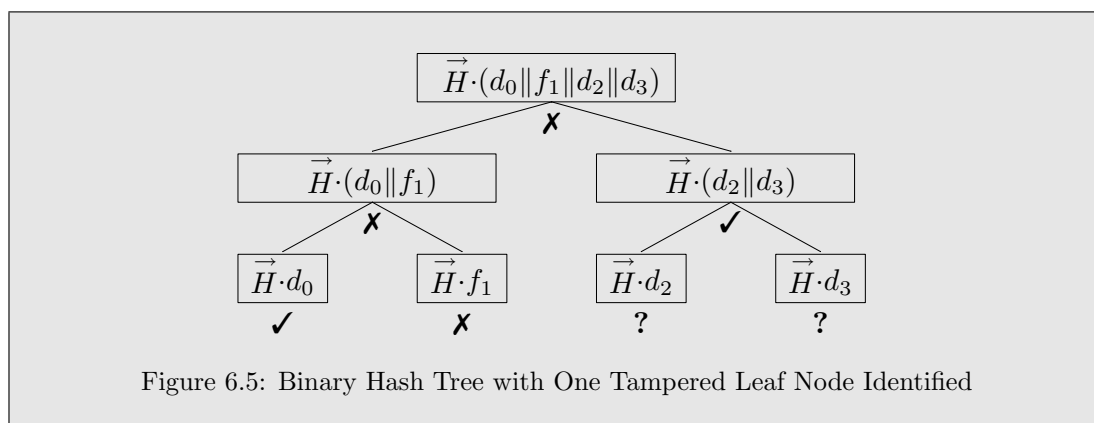 H⃗·(d₀‖f₁‖d₂‖d₃)
✗
H⃗·(d₀‖f₁) H⃗·(d₂‖d₃)
✗ ✓
H⃗·d₀ H⃗·f₁ H⃗·d₂ H⃗·d₃
✓ ✗ ? ?
Figure 6.5: Binary Hash Tree with One Tampered Leaf Node Identified